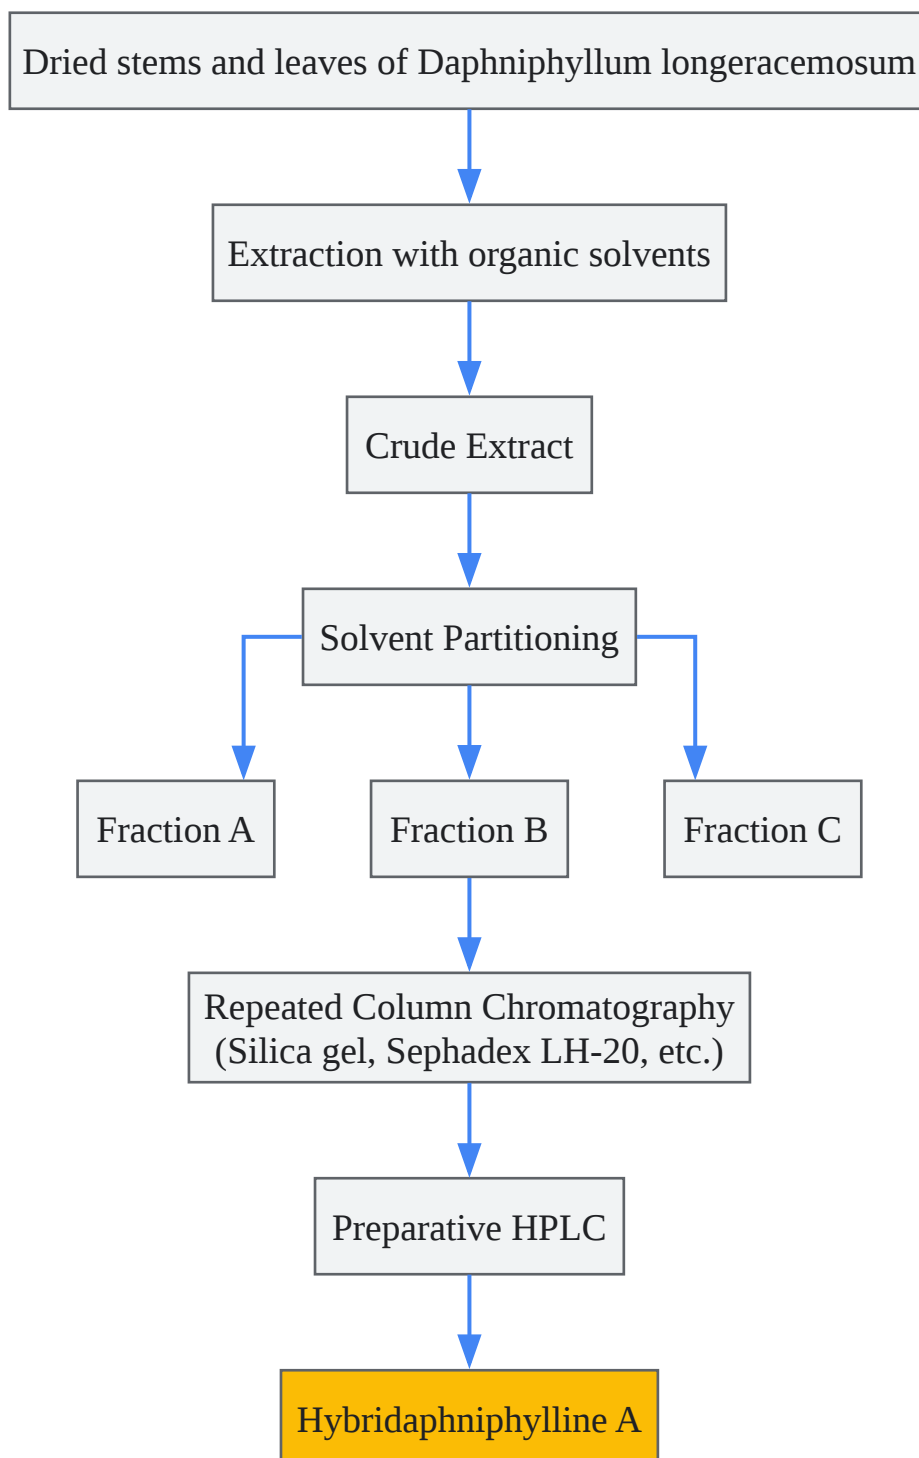 Dried stems and leaves of Daphniphyllum longeracemosum
Extraction with organic solvents
Crude Extract
Solvent Partitioning
Fraction A
Fraction B
Fraction C
Repeated Column Chromatography
(Silica gel, Sephadex LH-20, etc.)
Preparative HPLC
Hybridaphniphylline A